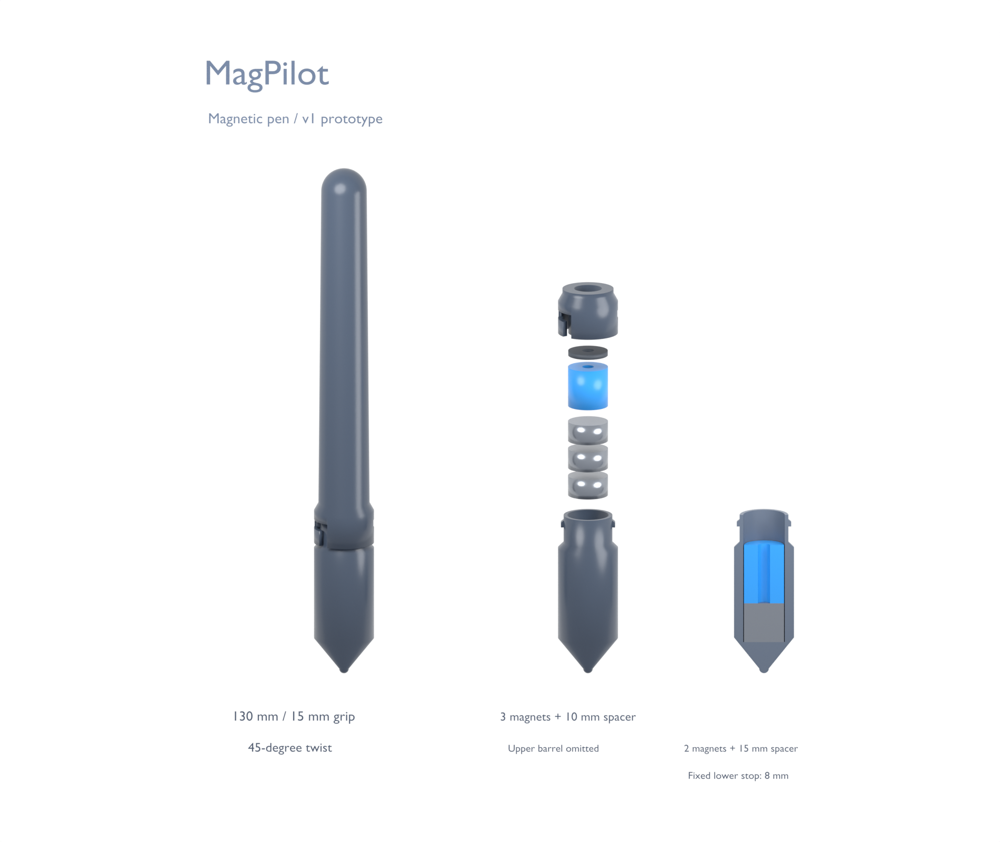 MagPilot
Magnetic pen / v1 prototype
130 mm / 15 mm grip
45-degree twist
3 magnets + 10 mm spacer
Upper barrel omitted
2 magnets + 15 mm spacer
Fixed lower stop: 8 mm